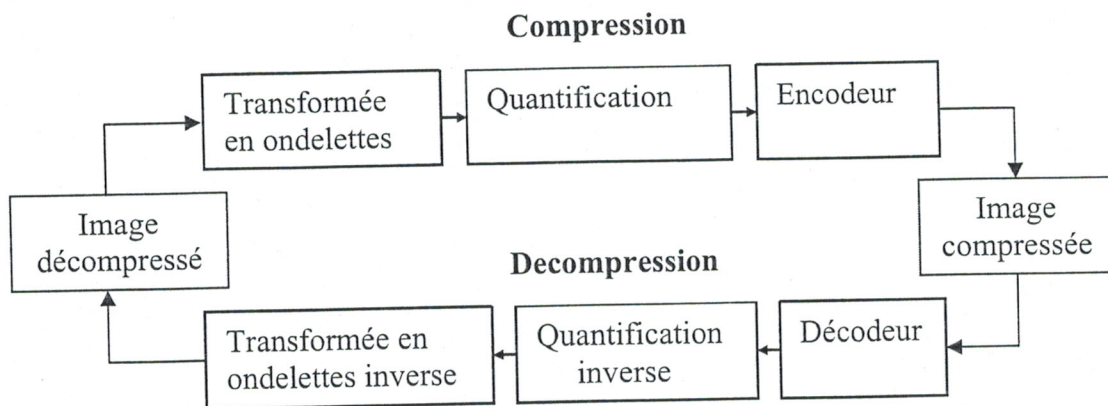 Compression
Transformée
en ondelettes
Quantification
Encodeur
Image
décompressé
Image
compressée
Decompression
Transformée en
ondelettes inverse
Quantification
inverse
Décodeur